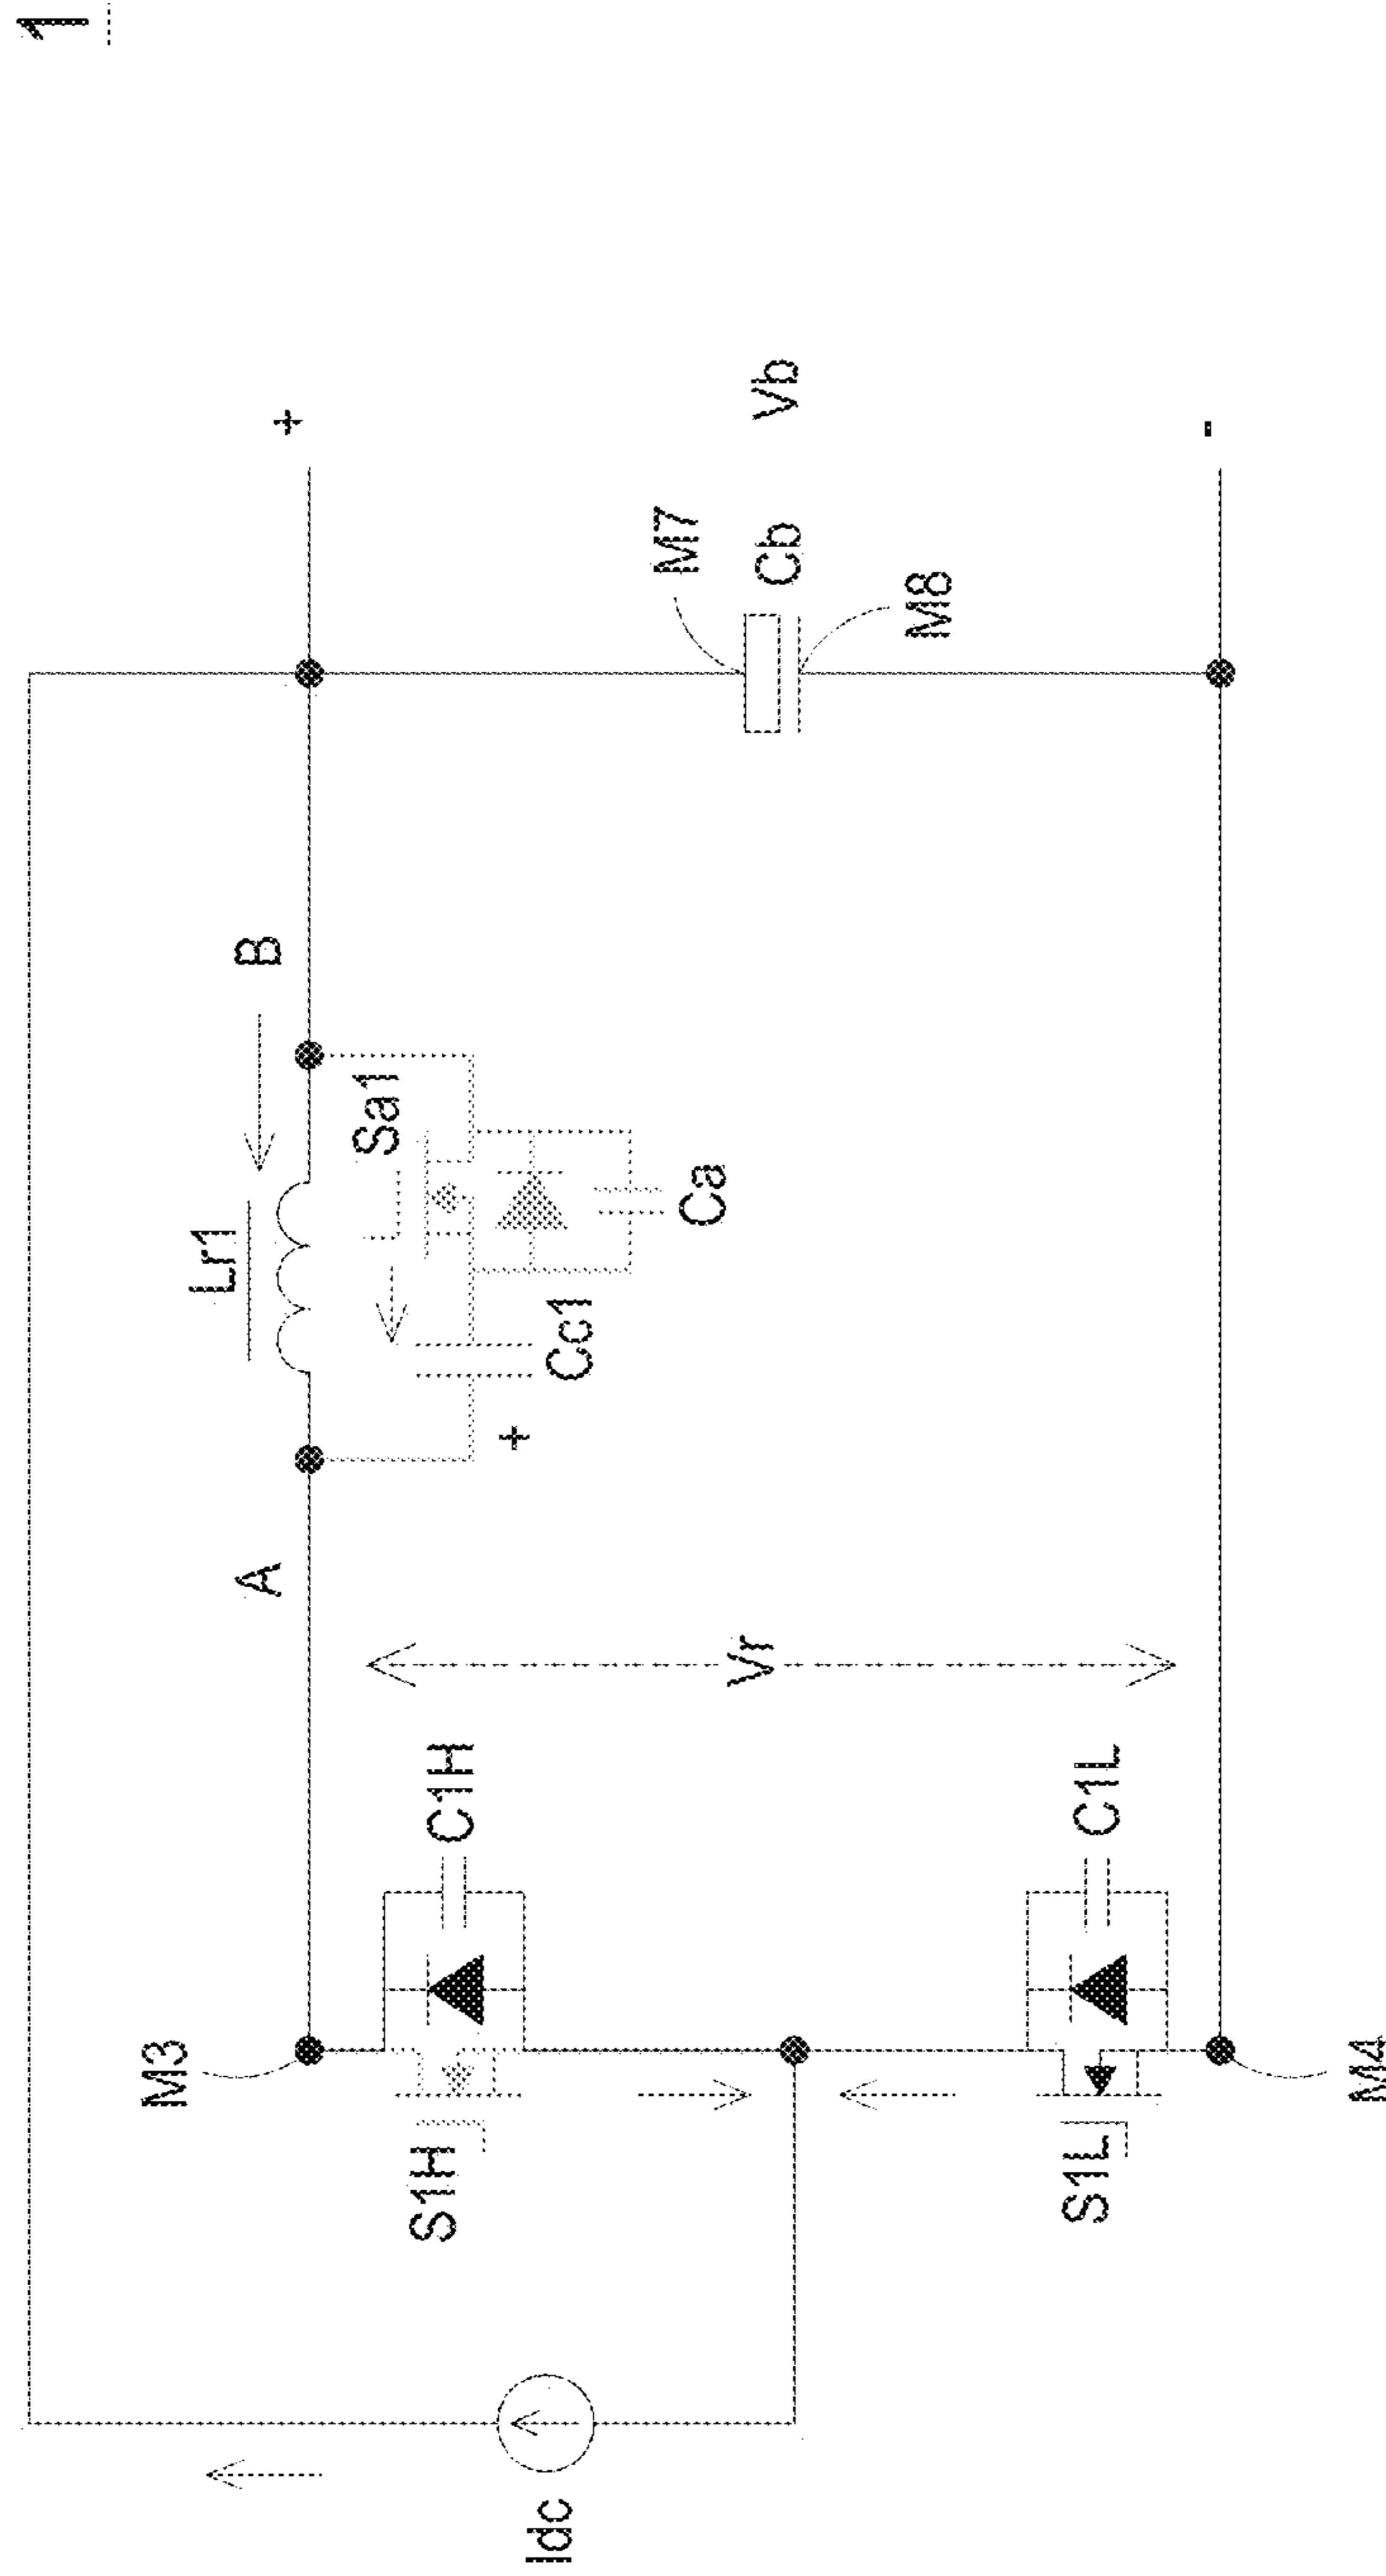 1
Lr1
B
A
+
Sa1
Ca
Cc1
+
M3
S1H
C1H
Vr
M7
Cb
Vb
M8
Idc
S1L
C1L
M4
-